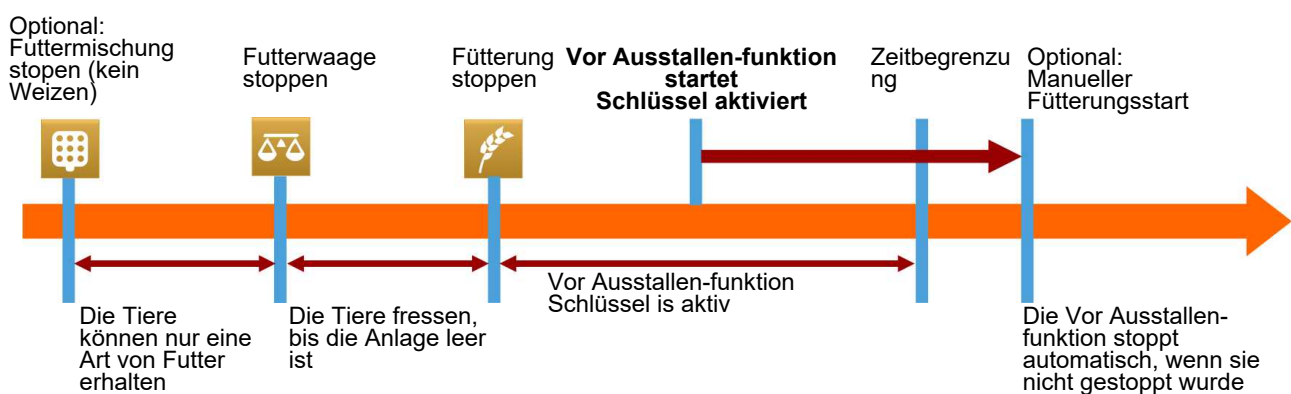 Optional:
Futtermischung
stopen (kein
Weizen)
Futterwaage
stoppen
Fütterung
stoppen
Vor Ausstallen-funktion
startet
Schlüssel aktiviert
Zeitbegrenzu
ng
Optional:
Manueller
Fütterungsstart
Die Tiere
können nur eine
Art von Futter
erhalten
Die Tiere fressen,
bis die Anlage leer
ist
Vor Ausstallen-funktion
Schlüssel is aktiv
Die Vor Ausstallen-
funktion stoppt
automatisch, wenn sie
nicht gestoppt wurde